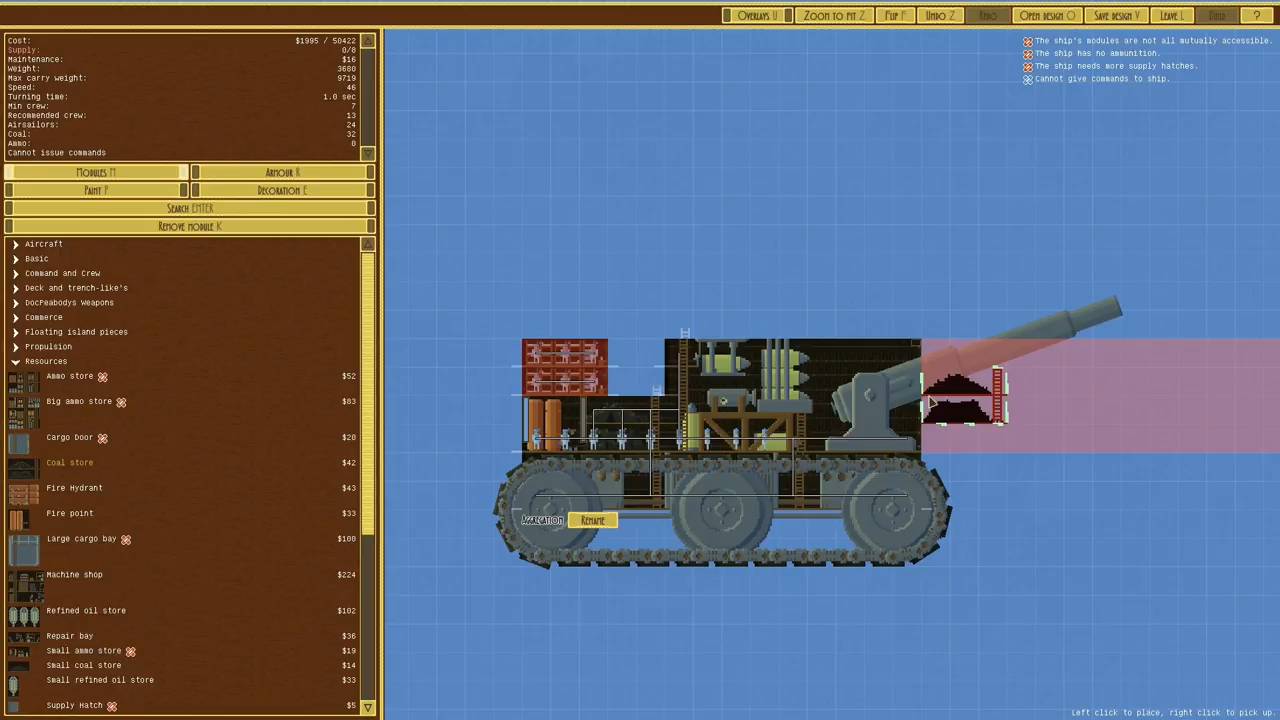 OVERLAYS U
ZOOM TO FIT Z
FLIP F
UNDO Z
REDO
OPEN DESIGN O
SAVE DESIGN V
LEAVE L
BUILD
?
Cost: $1995 / 50422
Supply: 0/8
Maintenance: $16
Weight: 3680
Max carry weight: 9719
Speed: 46
Turning time: 1.0 sec
Min crew: 7
Recommended crew: 13
Airsailors: 24
Coal: 32
Ammo: 0
Cannot issue commands
The ship's modules are not all mutually accessible.
The ship has no ammunition.
The ship needs more supply hatches.
Cannot give commands to ship.
MODULES M
ARMOUR R
PAINT P
DECORATION E
SEARCH ENTER
REMOVE MODULE K
Aircraft
Basic
Command and Crew
Deck and trench-like's
DocPeabodys Weapons
Commerce
Floating island pieces
Propulsion
Resources
Ammo store $52
Big ammo store $83
Cargo Door $20
Coal store $42
Fire Hydrant $43
Fire point $33
Large cargo bay $100
Machine shop $224
Refined oil store $102
Repair bay $36
Small ammo store $19
Small coal store $14
Small refined oil store $33
Supply Hatch $5
AGGREGATION
RENAME
Left click to place, right click to pick up.